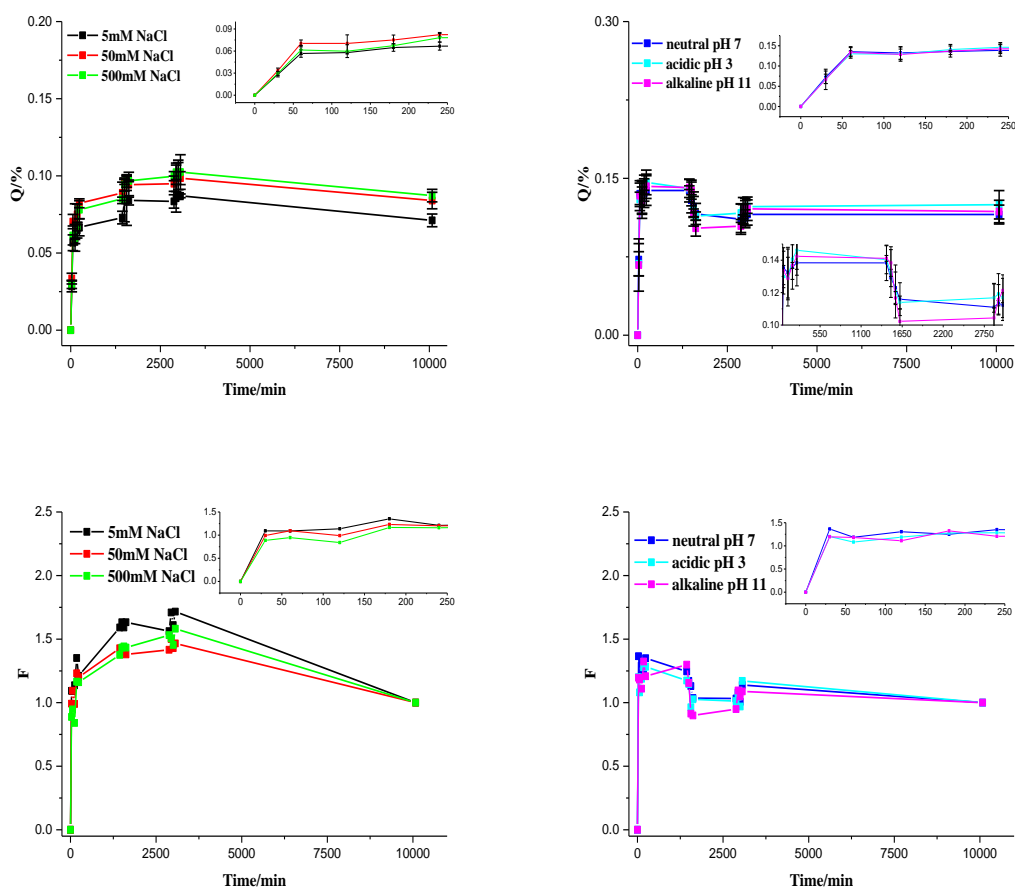 0.20
0.15
0.10
0.05
0.00
Q/%
5mM NaCl
50mM NaCl
500mM NaCl
0.09
0.06
0.03
0.00
0 50 100 150 200 250
0 2500 5000 7500 10000
Time/min
0.30
0.15
0.00
Q/%
neutral pH 7
acidic pH 3
alkaline pH 11
0.15
0.10
0.05
0.00
0 50 100 150 200 250
0.14
0.12
0.10
550 1100 1650 2200 2750
0 2500 5000 7500 10000
Time/min
2.5
2.0
1.5
1.0
0.5
0.0
F
5mM NaCl
50mM NaCl
500mM NaCl
1.5
1.0
0.5
0.0
0 50 100 150 200 250
0 2500 5000 7500 10000
Time/min
2.5
2.0
1.5
1.0
0.5
0.0
F
neutral pH 7
acidic pH 3
alkaline pH 11
1.5
1.0
0.5
0.0
0 50 100 150 200 250
0 2500 5000 7500 10000
Time/min